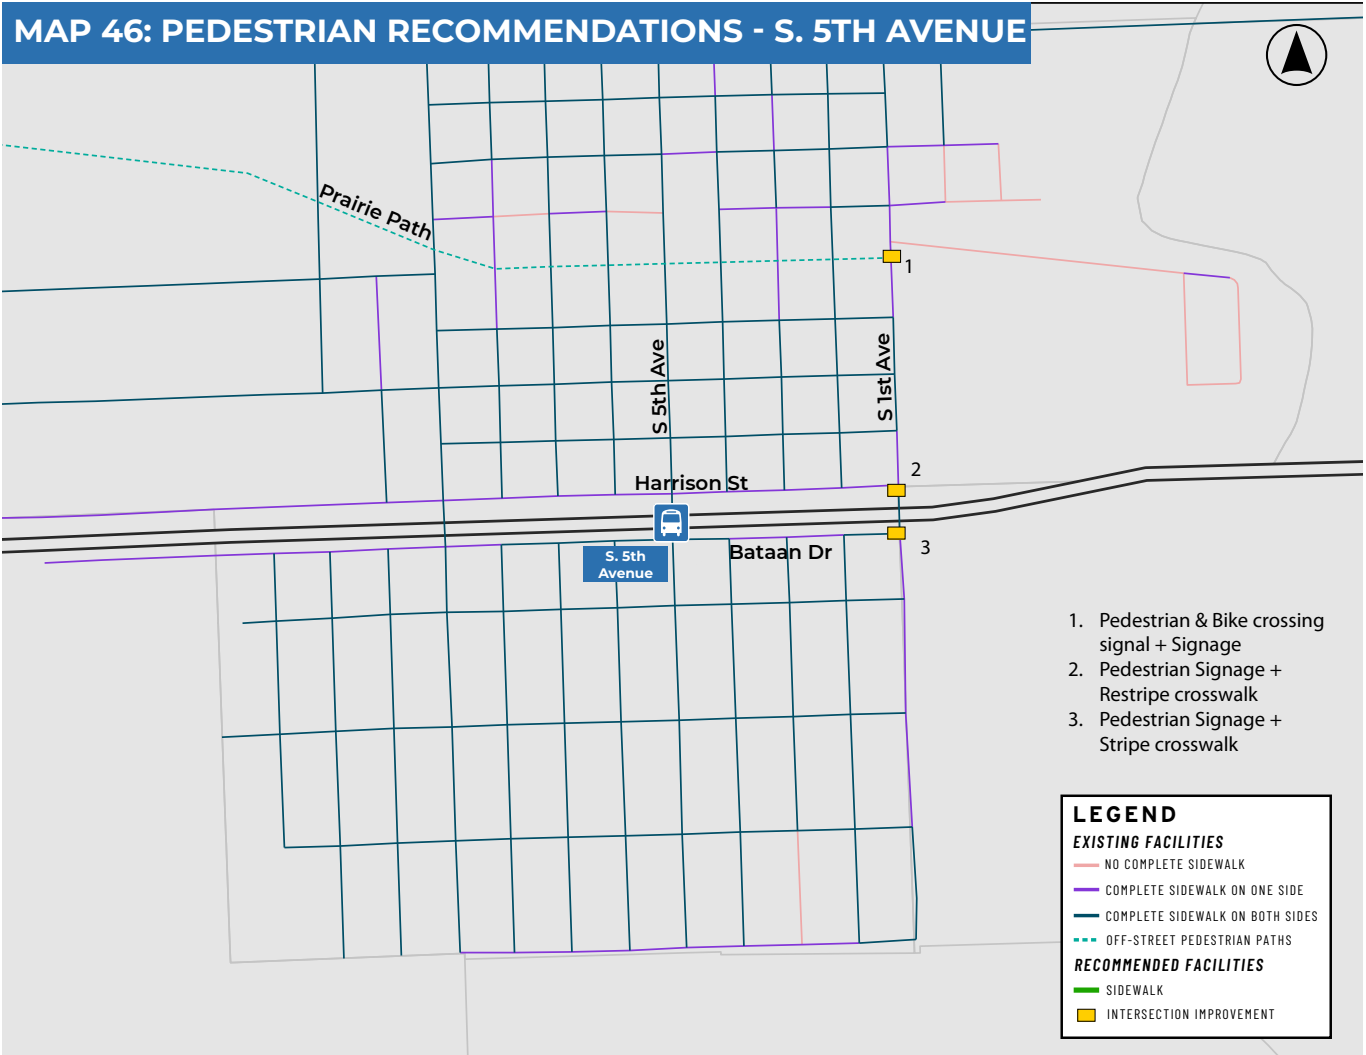 MAP 46: PEDESTRIAN RECOMMENDATIONS - S. 5TH AVENUE
Prairie Path
1
S 5th Ave
S 1st Ave
2
Harrison St
S. 5th
Avenue
Bataan Dr
3
1. Pedestrian & Bike crossing
signal + Signage
2. Pedestrian Signage +
Restripe crosswalk
3. Pedestrian Signage +
Stripe crosswalk
LEGEND
EXISTING FACILITIES
NO COMPLETE SIDEWALK
COMPLETE SIDEWALK ON ONE SIDE
COMPLETE SIDEWALK ON BOTH SIDES
OFF-STREET PEDESTRIAN PATHS
RECOMMENDED FACILITIES
SIDEWALK
INTERSECTION IMPROVEMENT